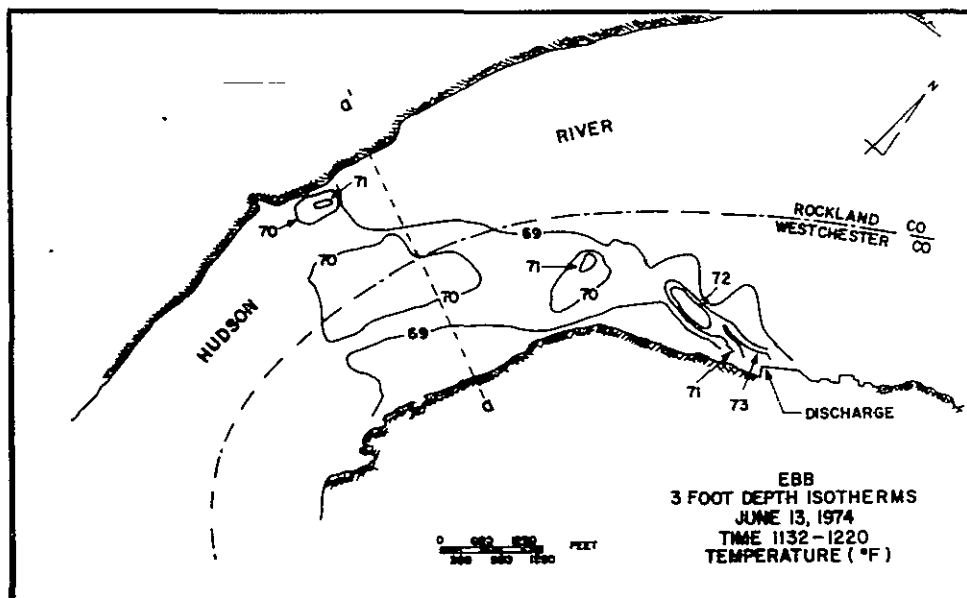 a'
N
RIVER
71
70
ROCKLAND CO
WESTCHESTER CO
69
70
72
71
70
70
HUDSON
69
71
73
a
DISCHARGE
EBB
3 FOOT DEPTH ISOTHERMS
JUNE 13, 1974
TIME 1132-1220
TEMPERATURE (°F)
0
FEET